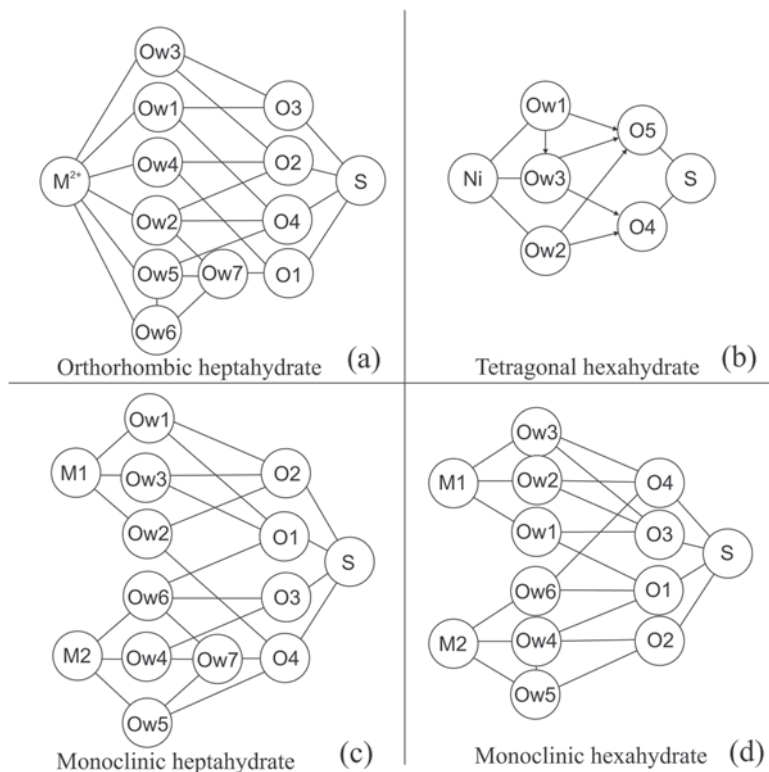 Ow3
Ow1
O3
Ow4
O2
M²⁺
S
Ow2
O4
Ow5
Ow7
O1
Ow6
Orthorhombic heptahydrate
(a)
Ow1
O5
Ni
Ow3
S
Ow2
O4
Tetragonal hexahydrate
(b)
Ow1
M1
Ow3
O2
Ow2
O1
S
Ow6
O3
M2
Ow4
Ow7
O4
Ow5
Monoclinic heptahydrate
(c)
Ow3
M1
Ow2
O4
Ow1
O3
S
Ow6
O1
M2
Ow4
O2
Ow5
Monoclinic hexahydrate
(d)